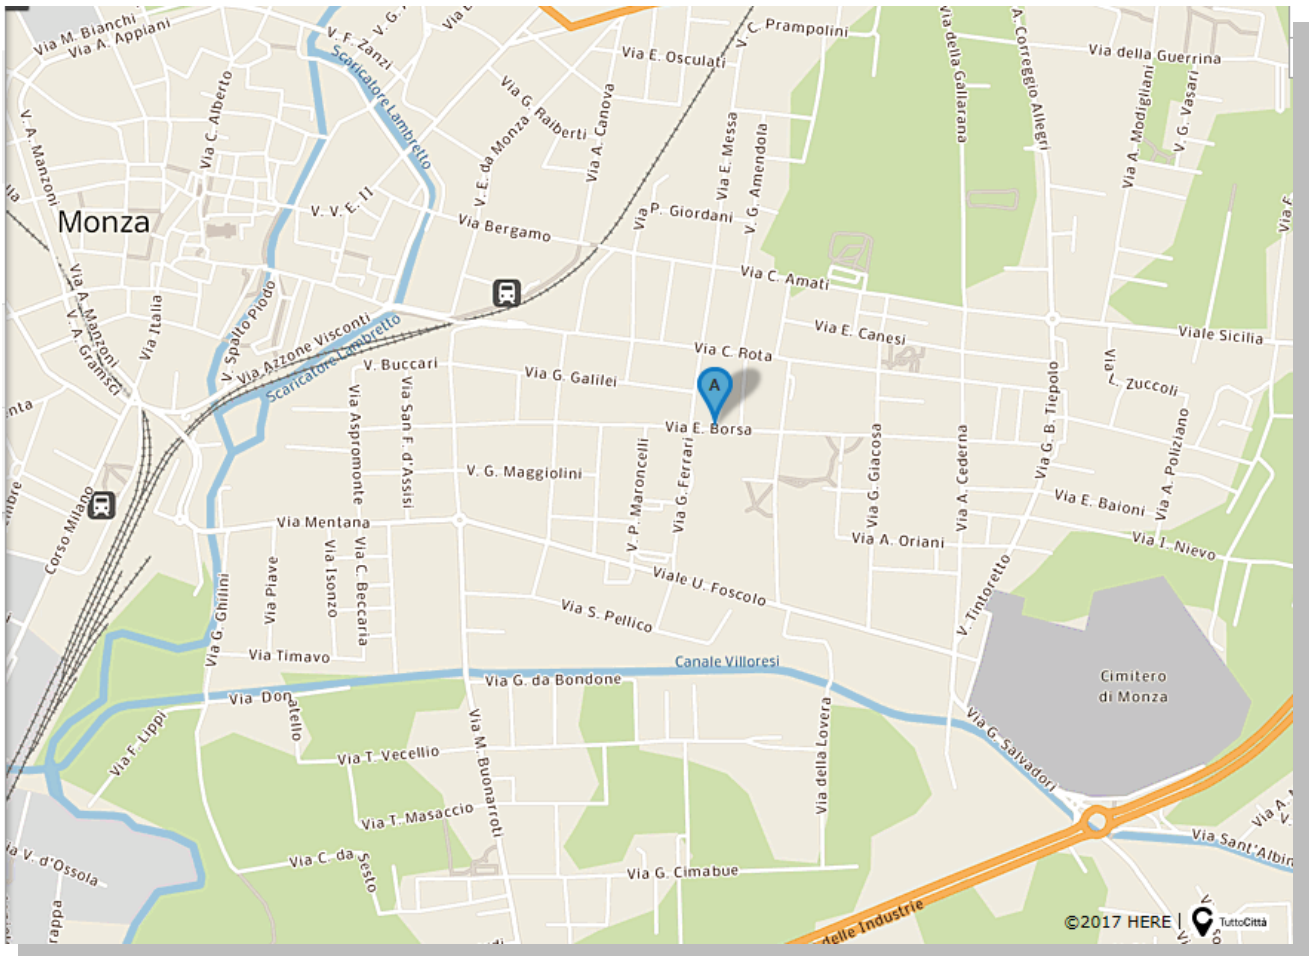 Via M. Bianchi
Via A. Appiani
V. F. Zanzi
V. G.
Via
V. C. Prampolini
Via E. Osculati
Via della Gallarana
A. Correggio Allegri
Via della Guerrina
Scaricatore Lambretto
Via G. Raiberti
Via A. Canova
Via C. Alberto
V. A. Manzoni
V. E. da Monza
Via E. Messa
V. G. Amendola
Via A. Modigliani
V. G. Vasari
V. V. E. II
Monza
Via Bergamo
Via P. Giordani
Via C. Amati
Via A. Manzoni
V. A. Gramsci
Via Italia
V. Spalto Piodo
Via Azzone Visconti
Scaricatore Lambretto
Via E. Canesi
Viale Sicilia
V. Buccari
Via G. Galilei
Via C. Rota
A
Via L. Zuccoli
Via E. Borsa
Via Aspromonte
Via San F. d'Assisi
V. G. Maggiolini
V. P. Maroncelli
Via G. Ferrari
Via G. Giacosa
Via A. Cederna
Via G. B. Tiepolo
Via A. Poliziano
Via E. Baioni
Corso Milano
Via Mentana
Via A. Oriani
Via I. Nievo
Via G. Ghilini
Via Piave
Via Isonzo
Via C. Beccaria
Viale U. Foscolo
Via S. Pellico
V. Tintoretto
Via Timavo
Canale Villoresi
Cimitero
di Monza
Via G. da Bondone
Via Donatello
Via F. Lippi
Via T. Vecellio
Via M. Buonarroti
Via della Lovera
Via G. Salvadori
Via T. Masaccio
Via C. da Sesto
Via G. Cimabue
V. d'Ossola
delle Industrie
Via Sant'Albin
Via A.
©2017 HERE |
TuttoCittà